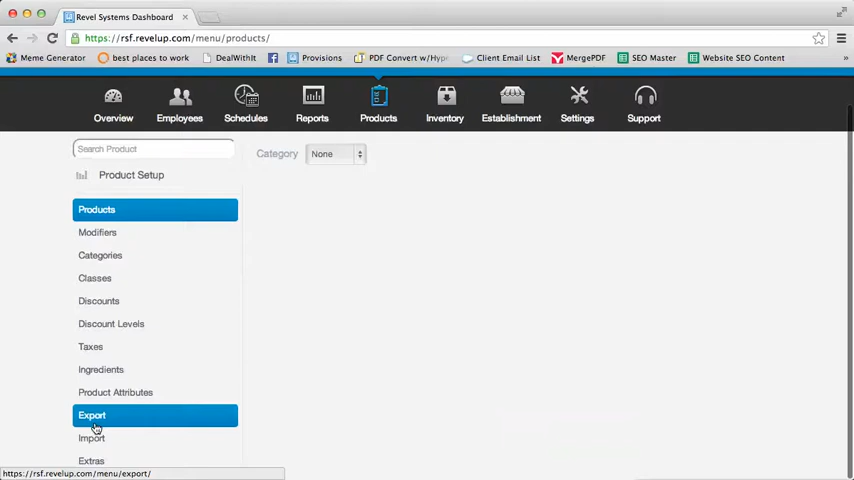 Revel Systems Dashboard
https://rsf.revelup.com/menu/products/
Meme Generator best places to work DealWithIt Provisions PDF Convert w/Hype Client Email List MergePDF SEO Master Website SEO Content »
Overview Employees Schedules Reports Products Inventory Establishment Settings Support
Search Product
Category None
Product Setup
Products
Modifiers
Categories
Classes
Discounts
Discount Levels
Taxes
Ingredients
Product Attributes
Export
Import
Extras
https://rsf.revelup.com/menu/export/